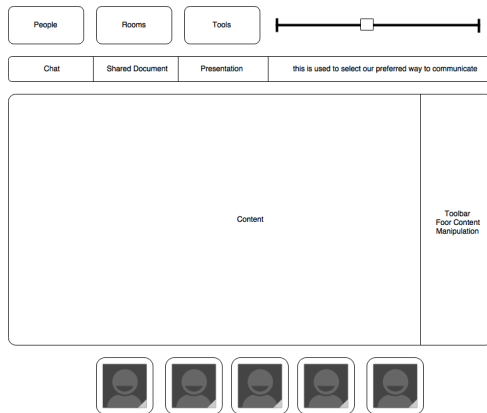 People
Rooms
Tools
Chat
Shared Document
Presentation
this is used to select our preferred way to communicate
Content
Toolbar
Foor Content
Manipulation